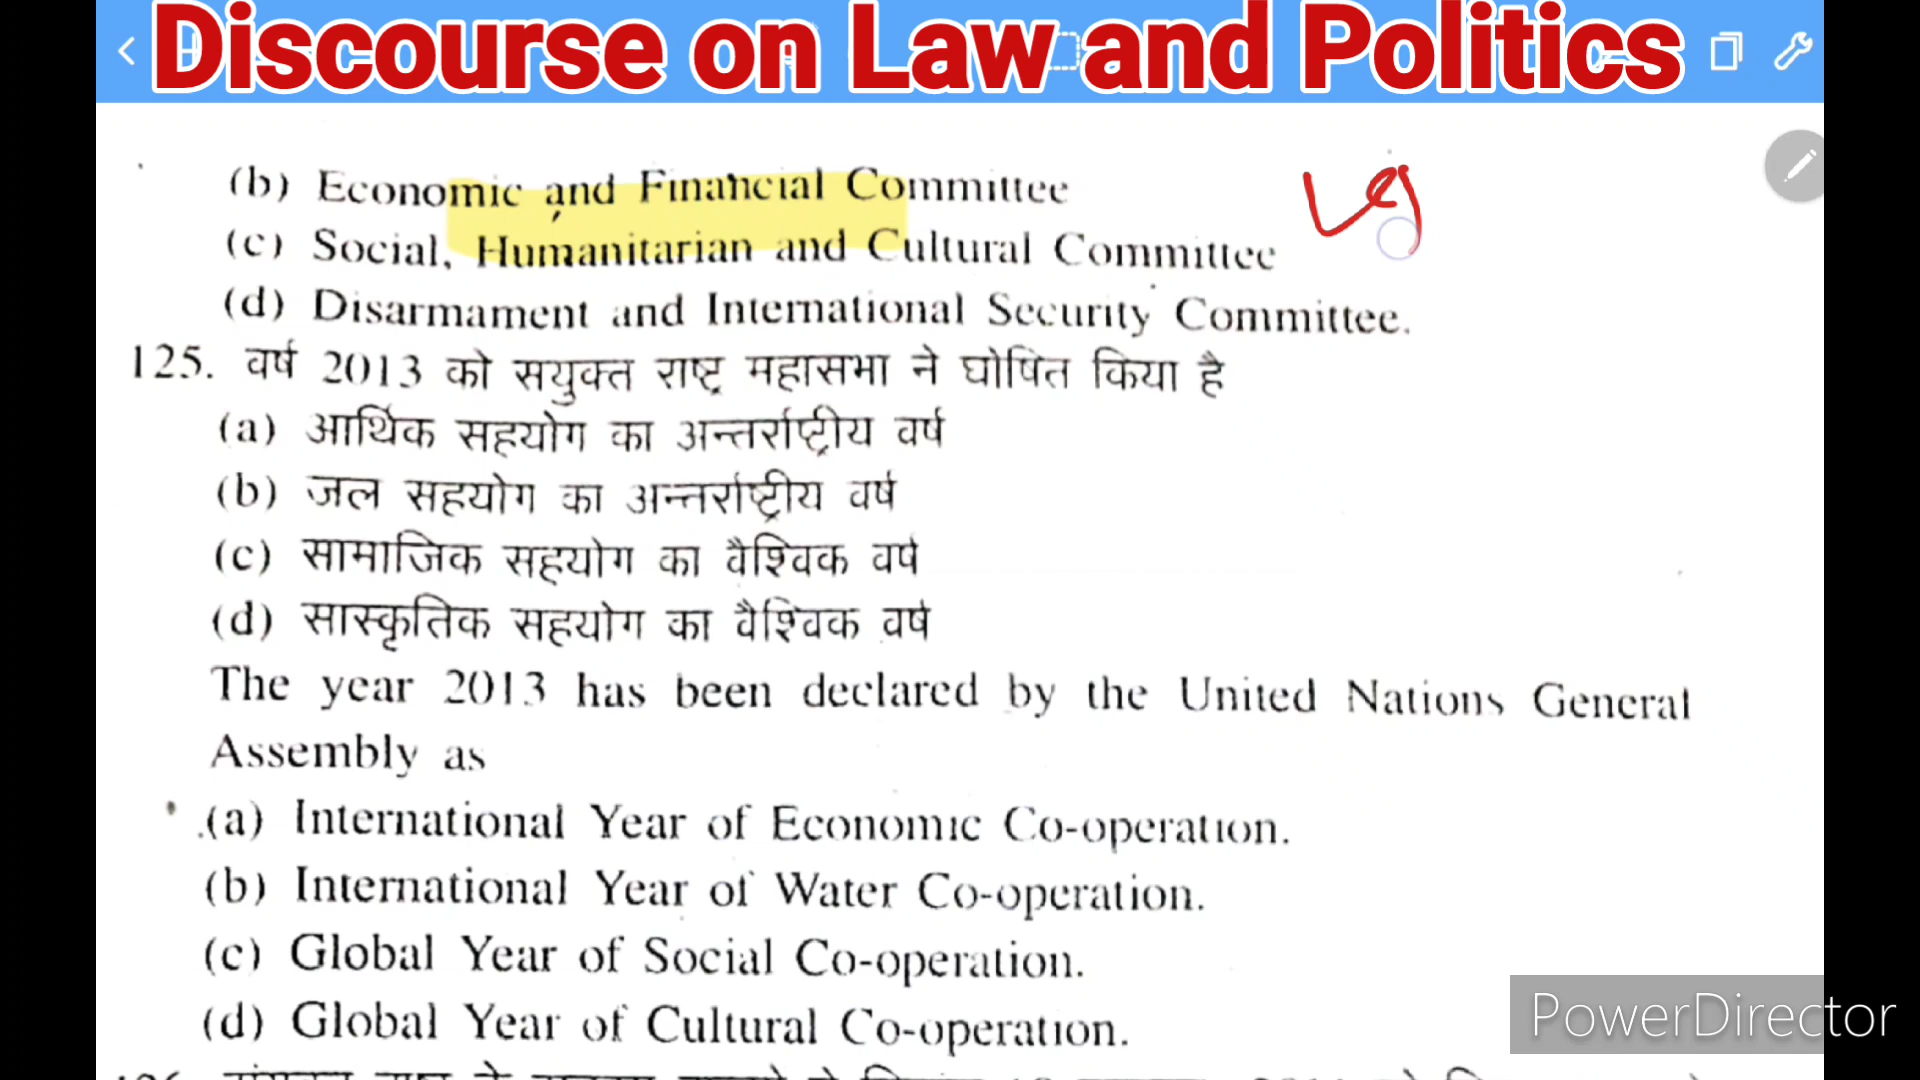 Discourse on Law and Politics
(b) Economic and Financial Committee
(c) Social, Humanitarian and Cultural Committee
(d) Disarmament and International Security Committee.
125. वर्ष 2013 को सयुक्त राष्ट्र महासभा ने घोषित किया है
(a) आर्थिक सहयोग का अन्तर्राष्ट्रीय वर्ष
(b) जल सहयोग का अन्तर्राष्ट्रीय वर्ष
(c) सामाजिक सहयोग का वैश्विक वर्ष
(d) सास्कृतिक सहयोग का वैश्विक वर्ष
The year 2013 has been declared by the United Nations General
Assembly as
(a) International Year of Economic Co-operation.
(b) International Year of Water Co-operation.
(c) Global Year of Social Co-operation.
(d) Global Year of Cultural Co-operation.
PowerDirector